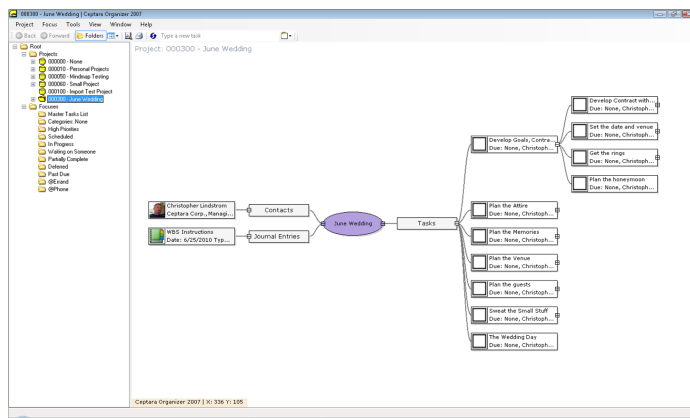 000300 - June Wedding | Ceptara Organizer 2007
Project Focus Tools View Window Help
Back Forward Folders Type a new task
Root
Projects
000000 - None
000010 - Personal Projects
000050 - Mindmap Testing
000060 - Small Project
000100 - Import Test Project
000300 - June Wedding
Focuses
Master Tasks List
Categories: None
High Priorities
Scheduled
In Progress
Waiting on Someone
Partially Complete
Deferred
Past Due
@Errand
@Phone
Project: 000300 - June Wedding
Christopher Lindstrom
Ceptara Corp.,Managi...
WBS Instructions
Date: 6/25/2010 Typ...
Contacts
Journal Entries
June Wedding
Tasks
Develop Goals, Contra...
Due: None, Christoph...
Plan the Attire
Due: None, Christoph...
Plan the Memories
Due: None, Christoph...
Plan the Venue
Due: None, Christoph...
Plan the guests
Due: None, Christoph...
Sweat the Small Stuff
Due: None, Christoph...
The Wedding Day
Due: None, Christoph...
Develop Contract with...
Due: None, Christoph...
Set the date and venue
Due: None, Christoph...
Get the rings
Due: None, Christoph...
Plan the honeymoon
Due: None, Christoph...
Ceptara Organizer 2007 | X: 336 Y: 105